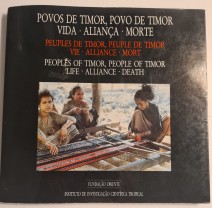 POVOS DE TIMOR, POVO DE TIMOR
VIDA · ALIANÇA · MORTE
PEUPLES DE TIMOR, PEUPLE DE TIMOR
VIE · ALLIANCE · MORT
PEOPLES OF TIMOR, PEOPLE OF TIMOR
LIFE · ALLIANCE · DEATH
FUNDAÇÃO ORIENTE
INSTITUTO DE INVESTIGAÇÃO CIENTÍFICA TROPICAL